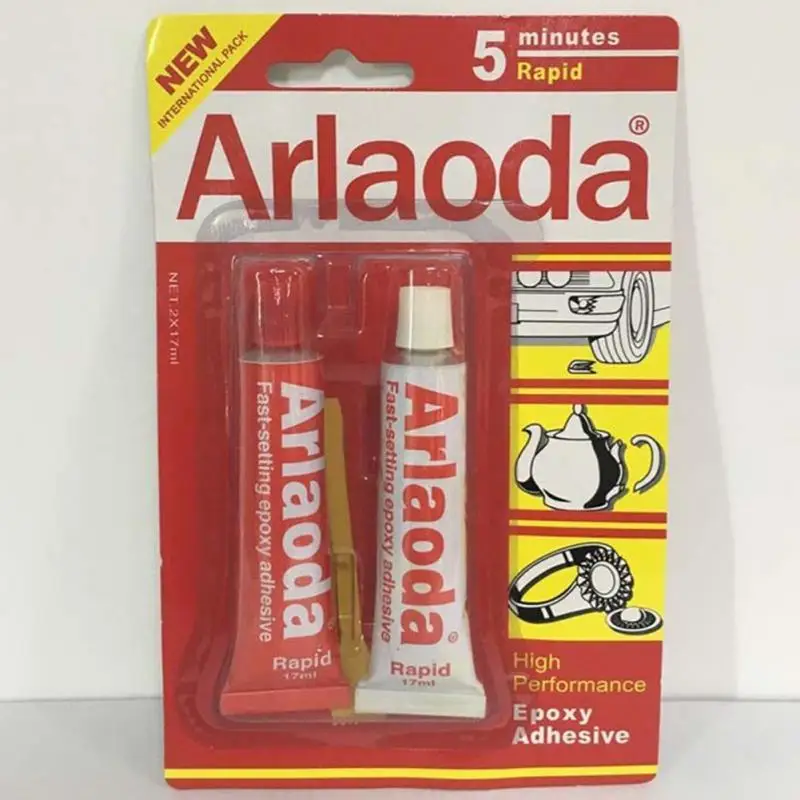 NEW
INTERNATIONAL PACK
5 minutes
Rapid
Arlaoda®
NET.2X17ml
Arlaoda®
Fast-setting epoxy adhesive
Rapid
17ml
Arlaoda®
Fast-setting epoxy adhesive
Rapid
17ml
High
Performance
Epoxy
Adhesive